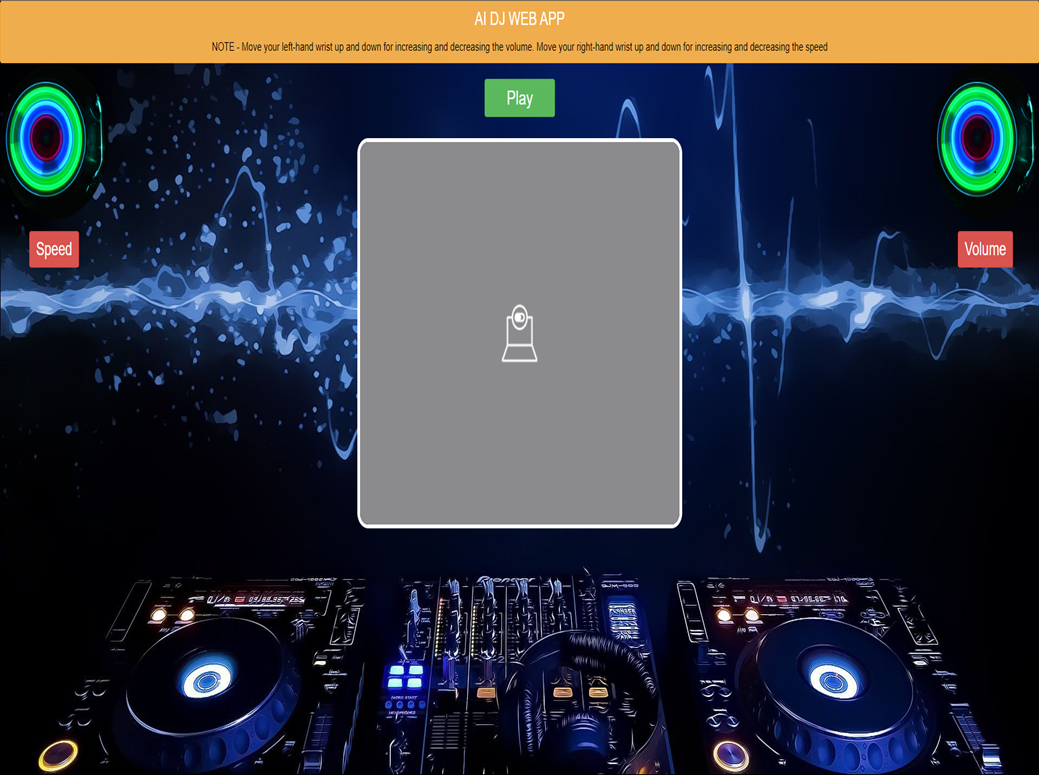 AI DJ WEB APP
NOTE - Move your left-hand wrist up and down for increasing and decreasing the volume. Move your right-hand wrist up and down for increasing and decreasing the speed
Play
Speed
Volume